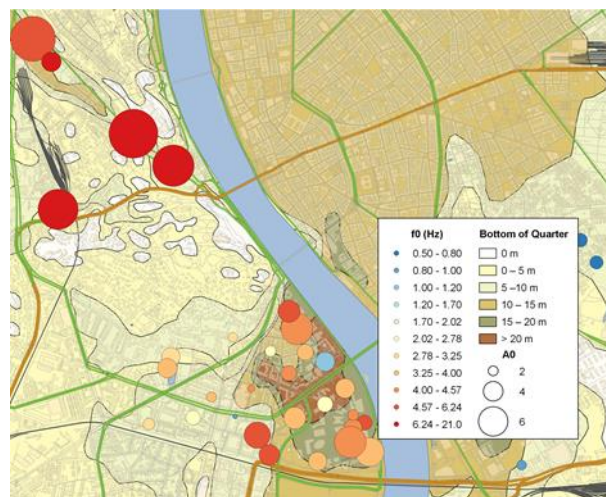 f0 (Hz) Bottom of Quarter
0.50 - 0.80 0 m
0.80 - 1.00 0 – 5 m
1.00 - 1.20 5 –10 m
1.20 - 1.70 10 – 15 m
1.70 - 2.02 15 – 20 m
2.02 - 2.78 > 20 m
2.78 - 3.25 A0
3.25 - 4.00 2
4.00 - 4.57 4
4.57 - 6.24
6.24 - 21.0 6